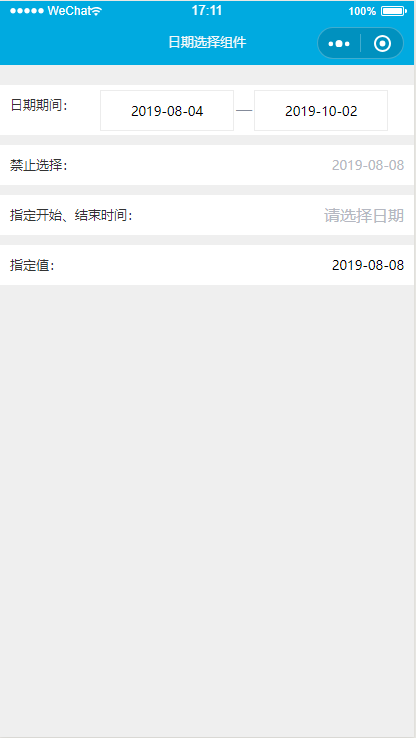 ●●●●● WeChat 17:11 100%
日期选择组件
日期期间： 2019-08-04 — 2019-10-02
禁止选择： 2019-08-08
指定开始、结束时间： 请选择日期
指定值： 2019-08-08